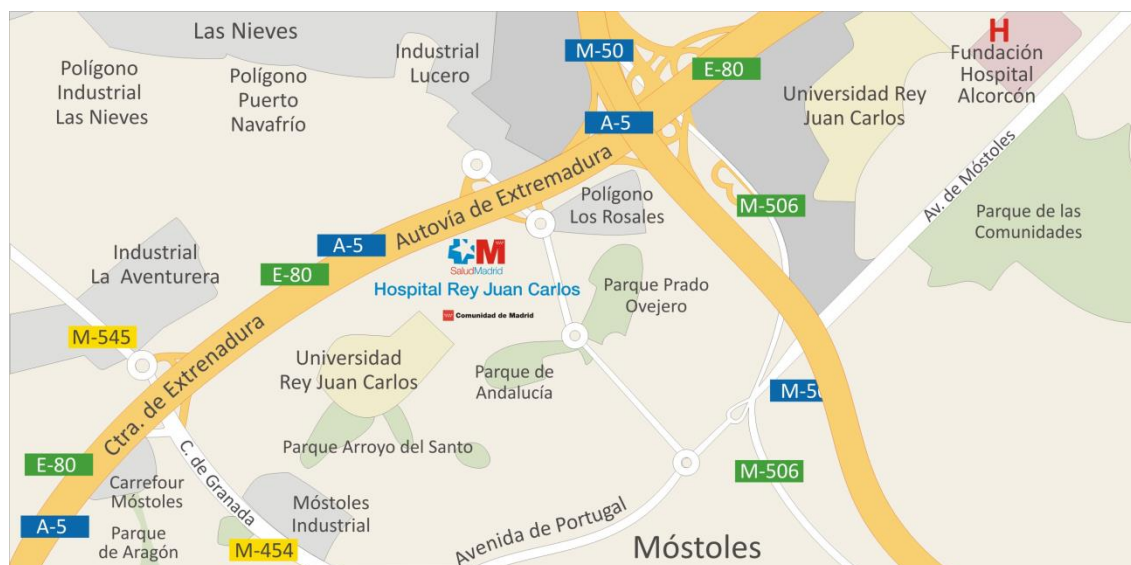 Las Nieves
M-50
H
Fundación
Hospital
Alcorcón
Polígono
Industrial
Las Nieves
Polígono
Puerto
Navafrío
Industrial
Lucero
E-80
Universidad Rey
Juan Carlos
A-5
Autovía de Extremadura
Polígono
Los Rosales
M-506
Av. de Móstoles
Parque de las
Comunidades
Industrial
La Aventurera
A-5
E-80
M
SaludMadrid
Hospital Rey Juan Carlos
Comunidad de Madrid
Parque Prado
Ovejero
M-545
Ctra. de Extrenadura
Universidad
Rey Juan Carlos
Parque de
Andalucía
M-50
Parque Arroyo del Santo
C. de Granada
E-80
Carrefour
Móstoles
M-506
Móstoles
Industrial
A-5
Parque
de Aragón
M-454
Avenida de Portugal
Móstoles